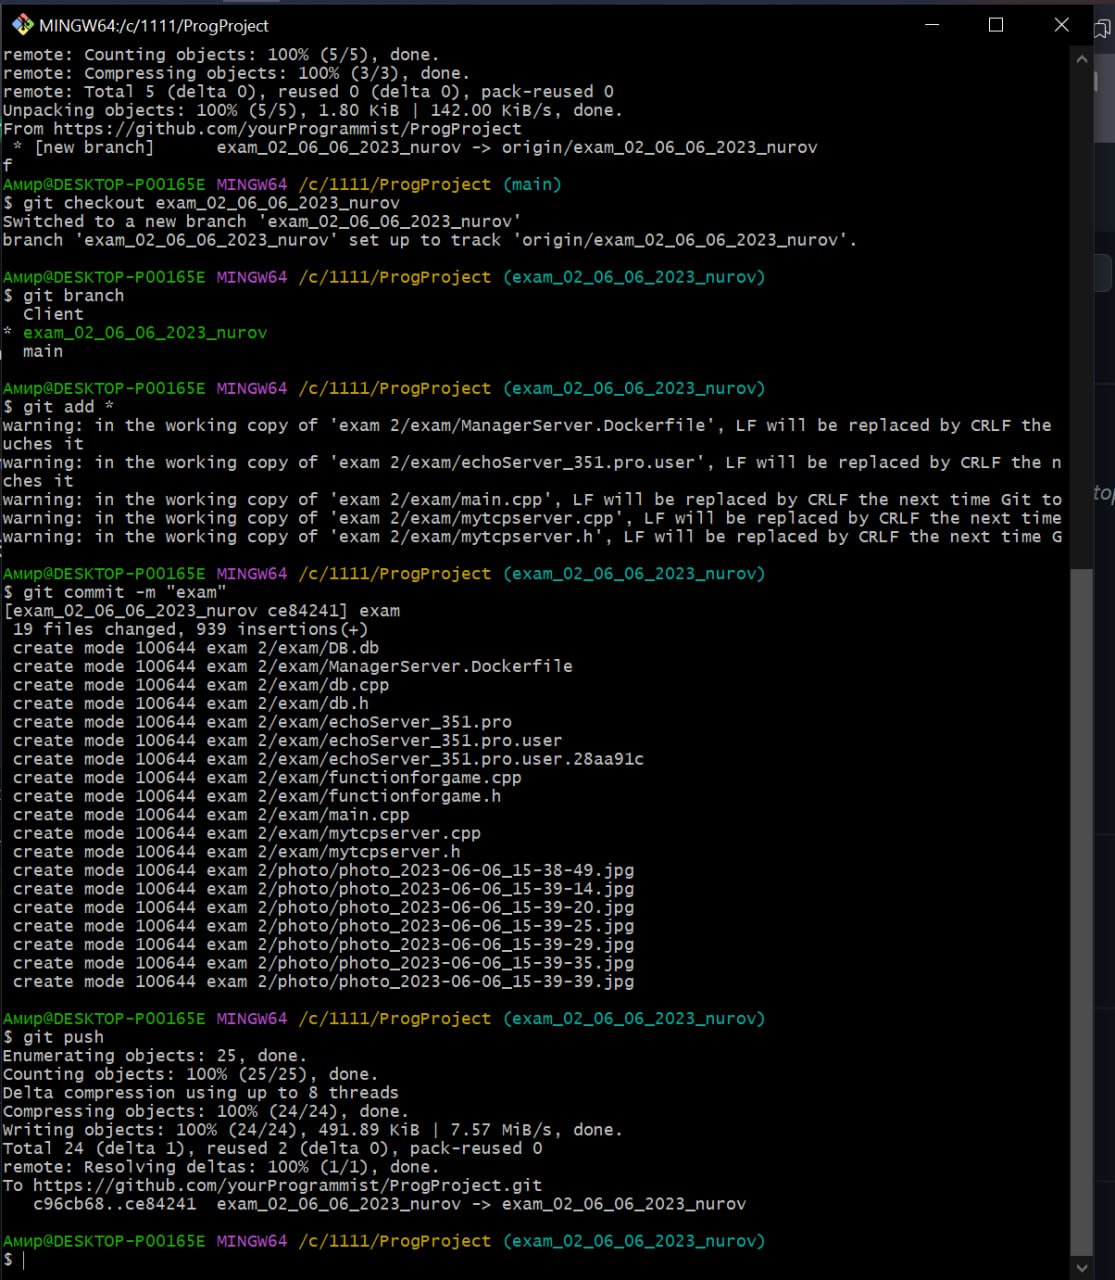 MINGW64:/c/1111/ProgProject
remote: Counting objects: 100% (5/5), done.
remote: Compressing objects: 100% (3/3), done.
remote: Total 5 (delta 0), reused 0 (delta 0), pack-reused 0
Unpacking objects: 100% (5/5), 1.80 KiB | 142.00 KiB/s, done.
From https://github.com/yourProgrammist/ProgProject
 * [new branch]      exam_02_06_06_2023_nurov -> origin/exam_02_06_06_2023_nurov
f
Амир@DESKTOP-P00165E MINGW64 /c/1111/ProgProject (main)
$ git checkout exam_02_06_06_2023_nurov
Switched to a new branch 'exam_02_06_06_2023_nurov'
branch 'exam_02_06_06_2023_nurov' set up to track 'origin/exam_02_06_06_2023_nurov'.
Амир@DESKTOP-P00165E MINGW64 /c/1111/ProgProject (exam_02_06_06_2023_nurov)
$ git branch
  Client
* exam_02_06_06_2023_nurov
  main
Амир@DESKTOP-P00165E MINGW64 /c/1111/ProgProject (exam_02_06_06_2023_nurov)
$ git add *
warning: in the working copy of 'exam 2/exam/ManagerServer.Dockerfile', LF will be replaced by CRLF the
uches it
warning: in the working copy of 'exam 2/exam/echoServer_351.pro.user', LF will be replaced by CRLF the n
ches it
warning: in the working copy of 'exam 2/exam/main.cpp', LF will be replaced by CRLF the next time Git to
warning: in the working copy of 'exam 2/exam/mytcpserver.cpp', LF will be replaced by CRLF the next time
warning: in the working copy of 'exam 2/exam/mytcpserver.h', LF will be replaced by CRLF the next time G
Амир@DESKTOP-P00165E MINGW64 /c/1111/ProgProject (exam_02_06_06_2023_nurov)
$ git commit -m "exam"
[exam_02_06_06_2023_nurov ce84241] exam
 19 files changed, 939 insertions(+)
 create mode 100644 exam 2/exam/DB.db
 create mode 100644 exam 2/exam/ManagerServer.Dockerfile
 create mode 100644 exam 2/exam/db.cpp
 create mode 100644 exam 2/exam/db.h
 create mode 100644 exam 2/exam/echoServer_351.pro
 create mode 100644 exam 2/exam/echoServer_351.pro.user
 create mode 100644 exam 2/exam/echoServer_351.pro.user.28aa91c
 create mode 100644 exam 2/exam/functionforgame.cpp
 create mode 100644 exam 2/exam/functionforgame.h
 create mode 100644 exam 2/exam/main.cpp
 create mode 100644 exam 2/exam/mytcpserver.cpp
 create mode 100644 exam 2/exam/mytcpserver.h
 create mode 100644 exam 2/photo/photo_2023-06-06_15-38-49.jpg
 create mode 100644 exam 2/photo/photo_2023-06-06_15-39-14.jpg
 create mode 100644 exam 2/photo/photo_2023-06-06_15-39-20.jpg
 create mode 100644 exam 2/photo/photo_2023-06-06_15-39-25.jpg
 create mode 100644 exam 2/photo/photo_2023-06-06_15-39-29.jpg
 create mode 100644 exam 2/photo/photo_2023-06-06_15-39-35.jpg
 create mode 100644 exam 2/photo/photo_2023-06-06_15-39-39.jpg
Амир@DESKTOP-P00165E MINGW64 /c/1111/ProgProject (exam_02_06_06_2023_nurov)
$ git push
Enumerating objects: 25, done.
Counting objects: 100% (25/25), done.
Delta compression using up to 8 threads
Compressing objects: 100% (24/24), done.
Writing objects: 100% (24/24), 491.89 KiB | 7.57 MiB/s, done.
Total 24 (delta 1), reused 2 (delta 0), pack-reused 0
remote: Resolving deltas: 100% (1/1), done.
To https://github.com/yourProgrammist/ProgProject.git
   c96cb68..ce84241  exam_02_06_06_2023_nurov -> exam_02_06_06_2023_nurov
Амир@DESKTOP-P00165E MINGW64 /c/1111/ProgProject (exam_02_06_06_2023_nurov)
$